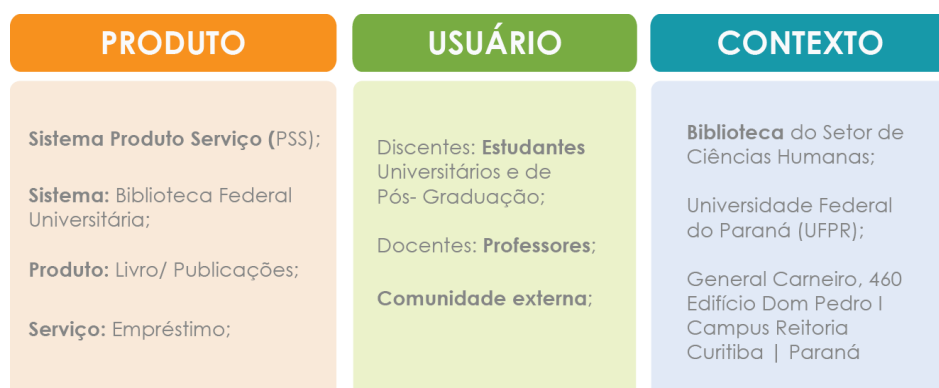 PRODUTO
Sistema Produto Serviço (PSS);
Sistema: Biblioteca Federal
Universitária;
Produto: Livro/ Publicações;
Serviço: Empréstimo;
USUÁRIO
Discentes: Estudantes
Universitários e de
Pós- Graduação;
Docentes: Professores;
Comunidade externa;
CONTEXTO
Biblioteca do Setor de
Ciências Humanas;
Universidade Federal
do Paraná (UFPR);
General Carneiro, 460
Edifício Dom Pedro I
Campus Reitoria
Curitiba | Paraná